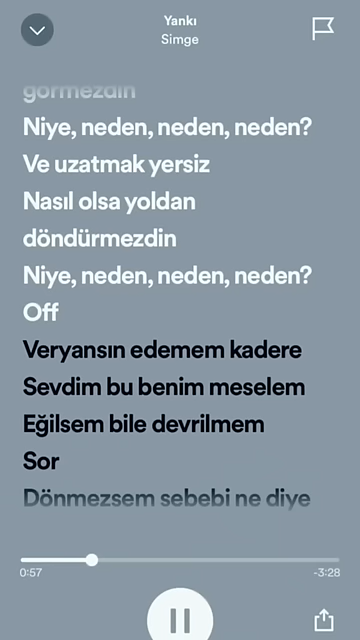 Yankı
Simge
görmezdin
Niye, neden, neden, neden?
Ve uzatmak yersiz
Nasıl olsa yoldan
döndürmezdin
Niye, neden, neden, neden?
Off
Veryansın edemem kadere
Sevdim bu benim meselem
Eğilsem bile devrilmem
Sor
Dönmezsem sebebi ne diye
0:57
-3:28